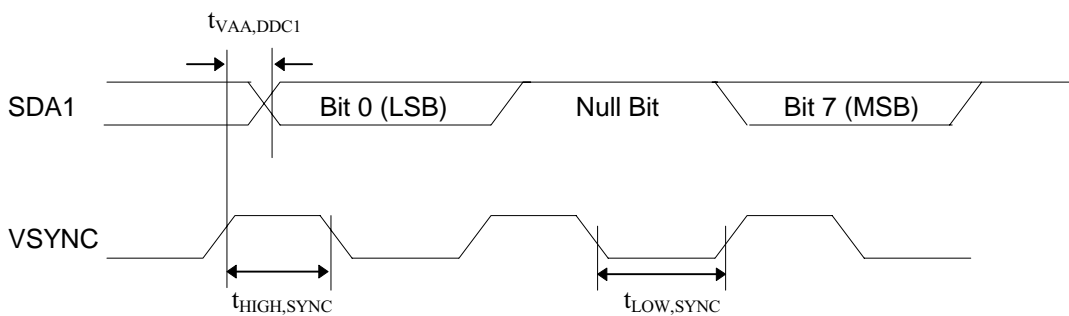 tVAA,DDC1
SDA1
Bit 0 (LSB)
Null Bit
Bit 7 (MSB)
VSYNC
tHIGH,SYNC
tLOW,SYNC